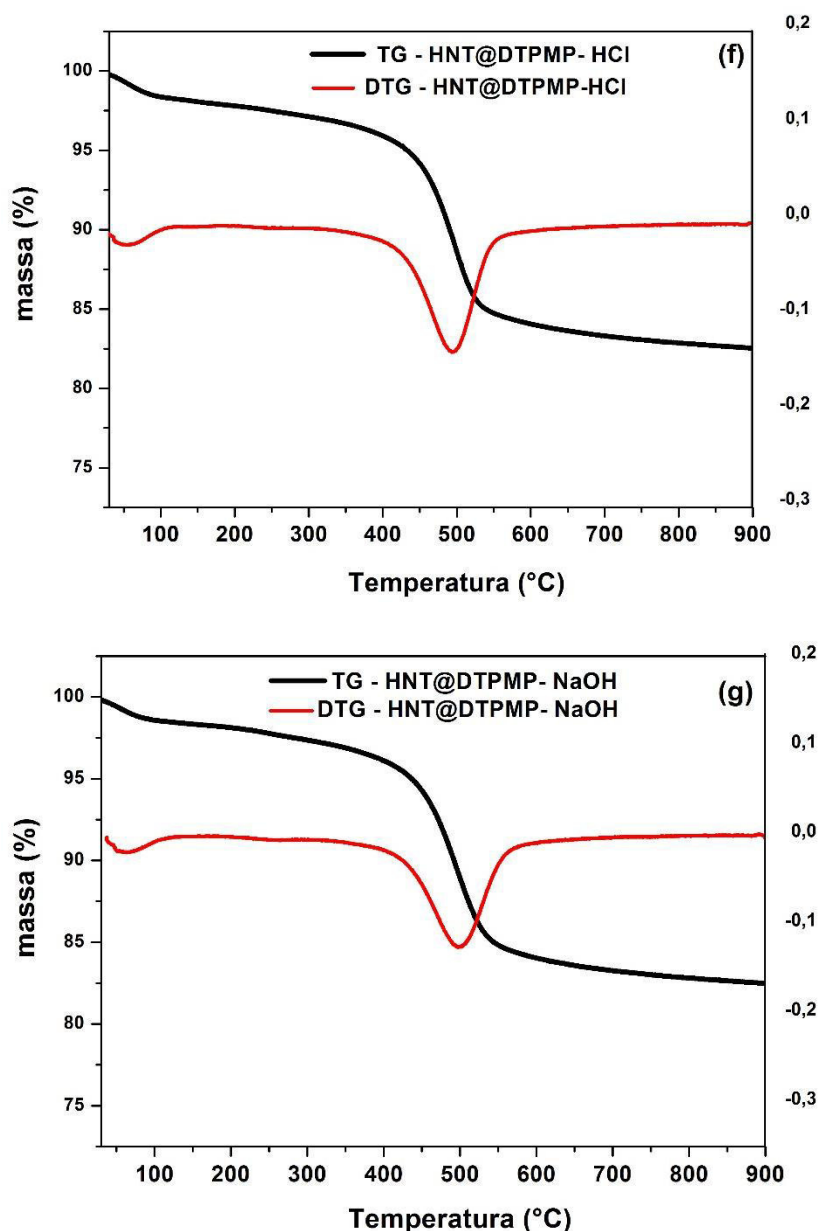 TG - HNT@DTPMP- HCl
DTG - HNT@DTPMP-HCl
(f)
0,2
0,1
0,0
-0,1
-0,2
-0,3
100
95
90
85
80
75
massa (%)
100 200 300 400 500 600 700 800 900
Temperatura (°C)
TG - HNT@DTPMP- NaOH
DTG - HNT@DTPMP- NaOH
(g)
0,2
0,1
0,0
-0,1
-0,2
-0,3
100
95
90
85
80
75
massa (%)
100 200 300 400 500 600 700 800 900
Temperatura (°C)